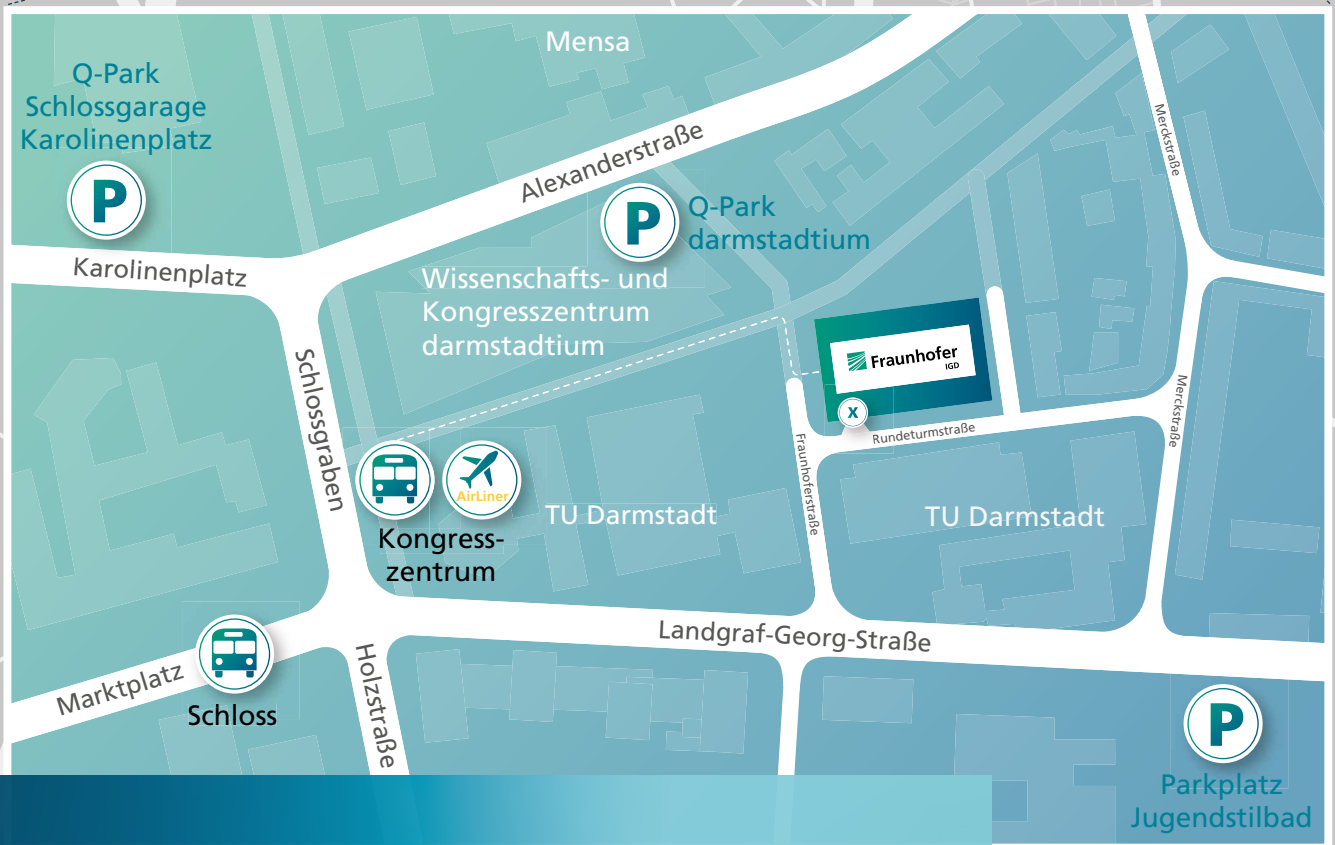 Mensa
Q-Park
Schlossgarage
Karolinenplatz
P
Alexanderstraße
Merckstraße
P
Q-Park
darmstadtium
Karolinenplatz
Wissenschafts- und
Kongresszentrum
darmstadtium
Fraunhofer
IGD
X
Rundeturmstraße
Merckstraße
Schlossgraben
Fraunhoferstraße
AirLiner
Kongress-
zentrum
TU Darmstadt
TU Darmstadt
Landgraf-Georg-Straße
Marktplatz
Schloss
Holzstraße
P
Parkplatz
Jugendstilbad